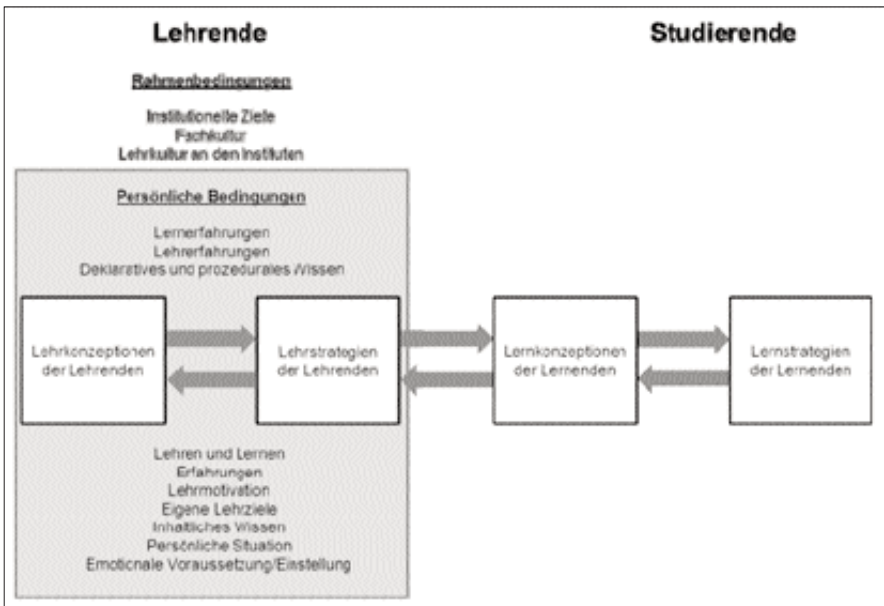 Lehrende
Studierende
Rahmenbedingungen
Institutionelle Ziele
Fachkultur
Lehrkultur an den Instituten
Persönliche Bedingungen
Lernerfahrungen
Lehrerfahrungen
Deklaratives und prozedurales Wissen
Lehrkonzeptionen
der Lehrenden
Lehrstrategien
der Lehrenden
Lernkonzeptionen
der Lernenden
Lernstrategien
der Lernenden
Lehren und Lernen
Erfahrungen
Lehrmotivation
Eigene Lehrziele
Inhaltliches Wissen
Persönliche Situation
Emotionale Voraussetzung/Einstellung